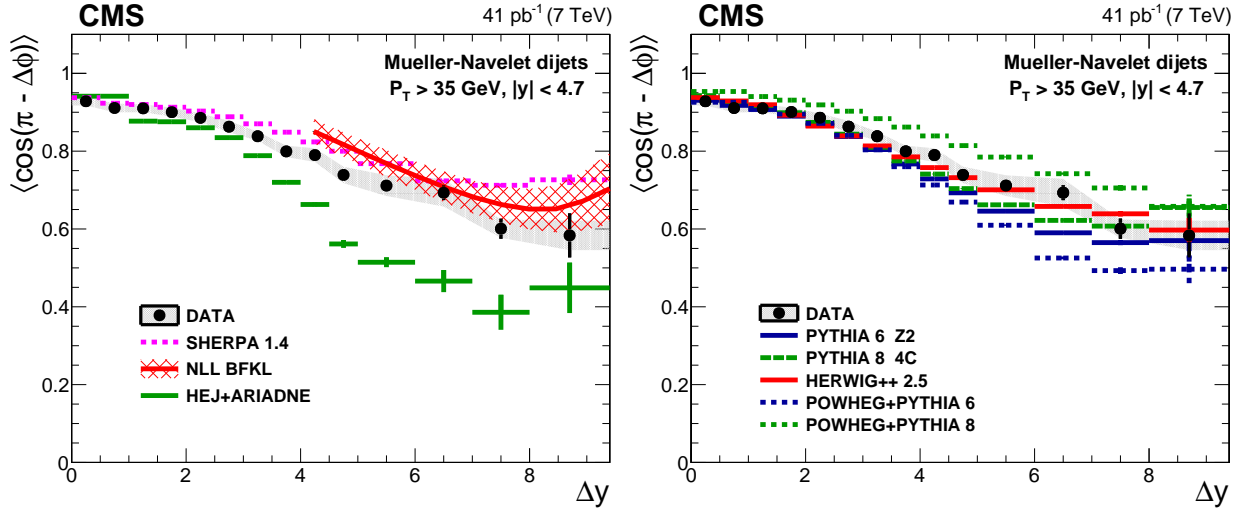 CMS
41 pb⁻¹ (7 TeV)
⟨cos(π - Δϕ)⟩
Mueller-Navelet dijets
P_T > 35 GeV, |y| < 4.7
1
0.8
0.6
0.4
0.2
0
DATA
SHERPA 1.4
NLL BFKL
HEJ+ARIADNE
0 2 4 6 8
Δy
CMS
41 pb⁻¹ (7 TeV)
⟨cos(π - Δϕ)⟩
Mueller-Navelet dijets
P_T > 35 GeV, |y| < 4.7
1
0.8
0.6
0.4
0.2
0
DATA
PYTHIA 6 Z2
PYTHIA 8 4C
HERWIG++ 2.5
POWHEG+PYTHIA 6
POWHEG+PYTHIA 8
0 2 4 6 8
Δy